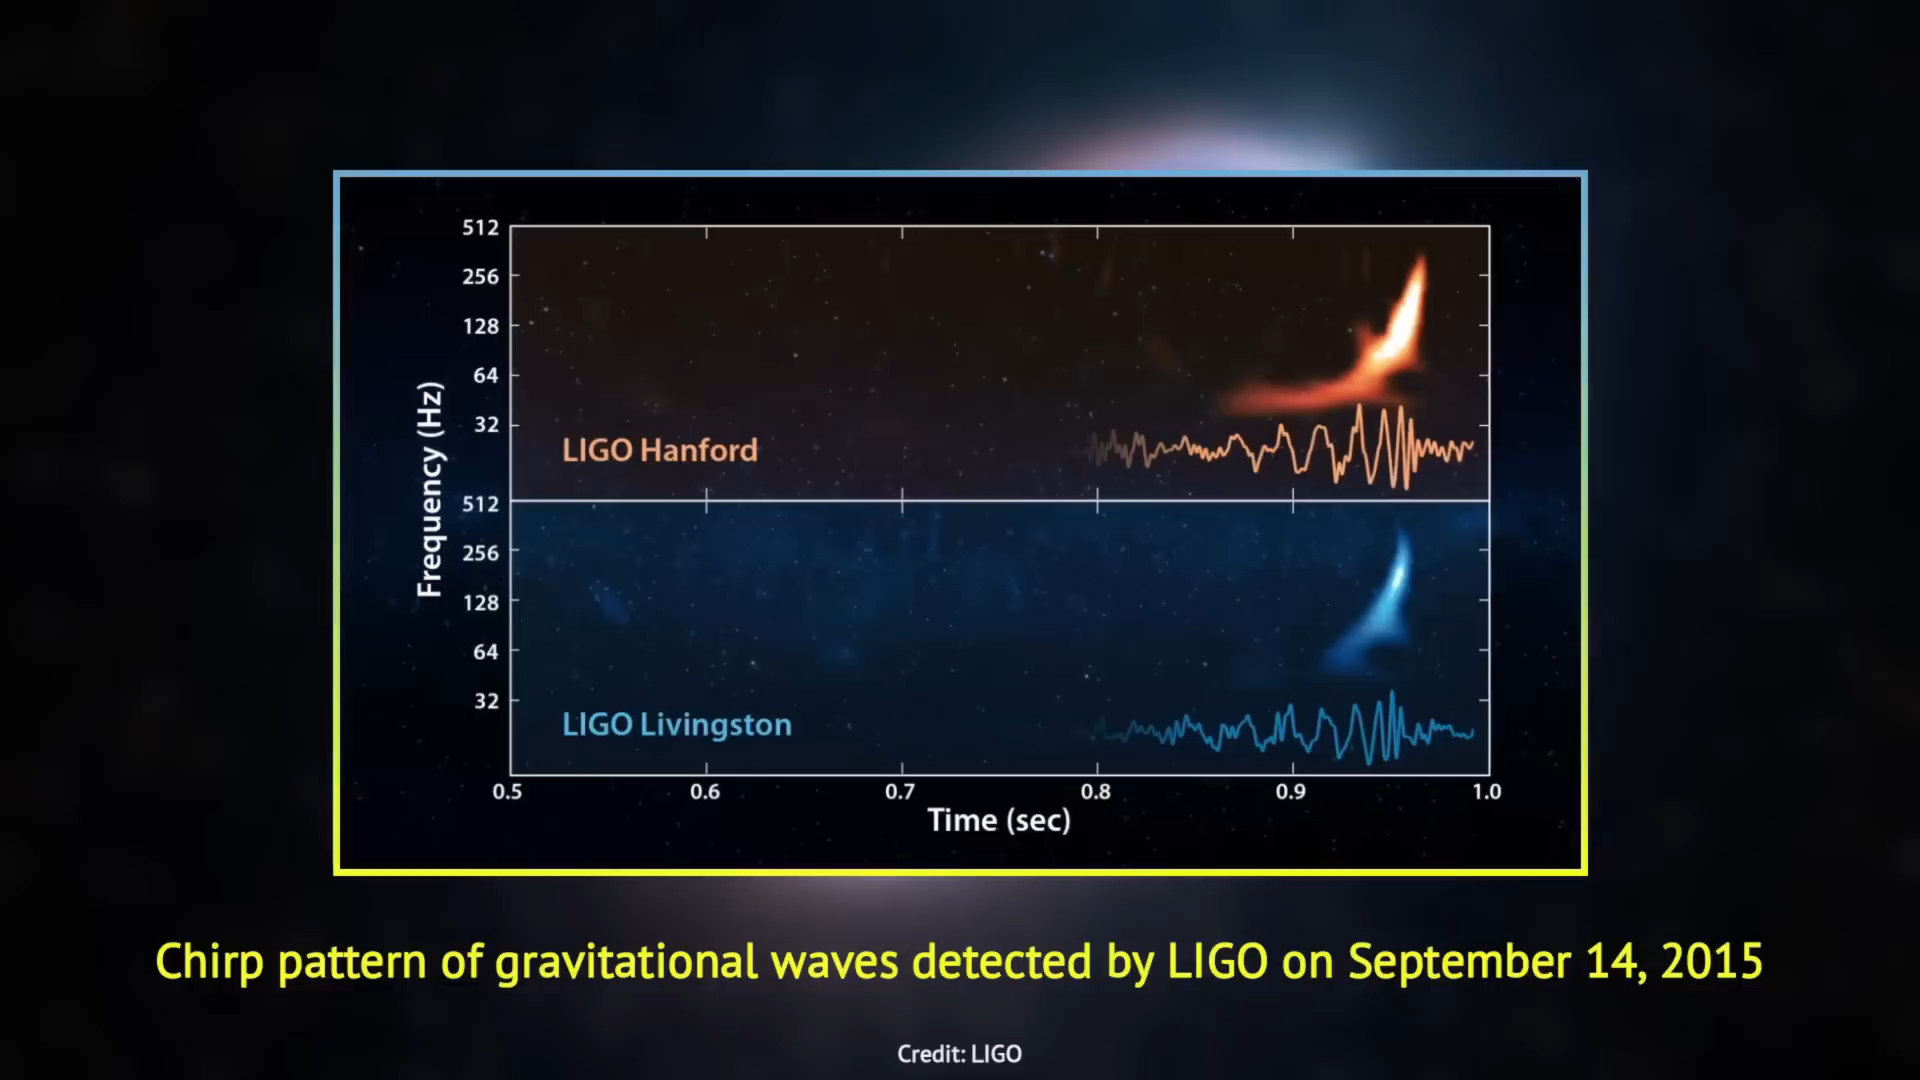 512
256
128
64
32
LIGO Hanford
Frequency (Hz)
512
256
128
64
32
LIGO Livingston
0.5 0.6 0.7 0.8 0.9 1.0
Time (sec)
Chirp pattern of gravitational waves detected by LIGO on September 14, 2015
Credit: LIGO